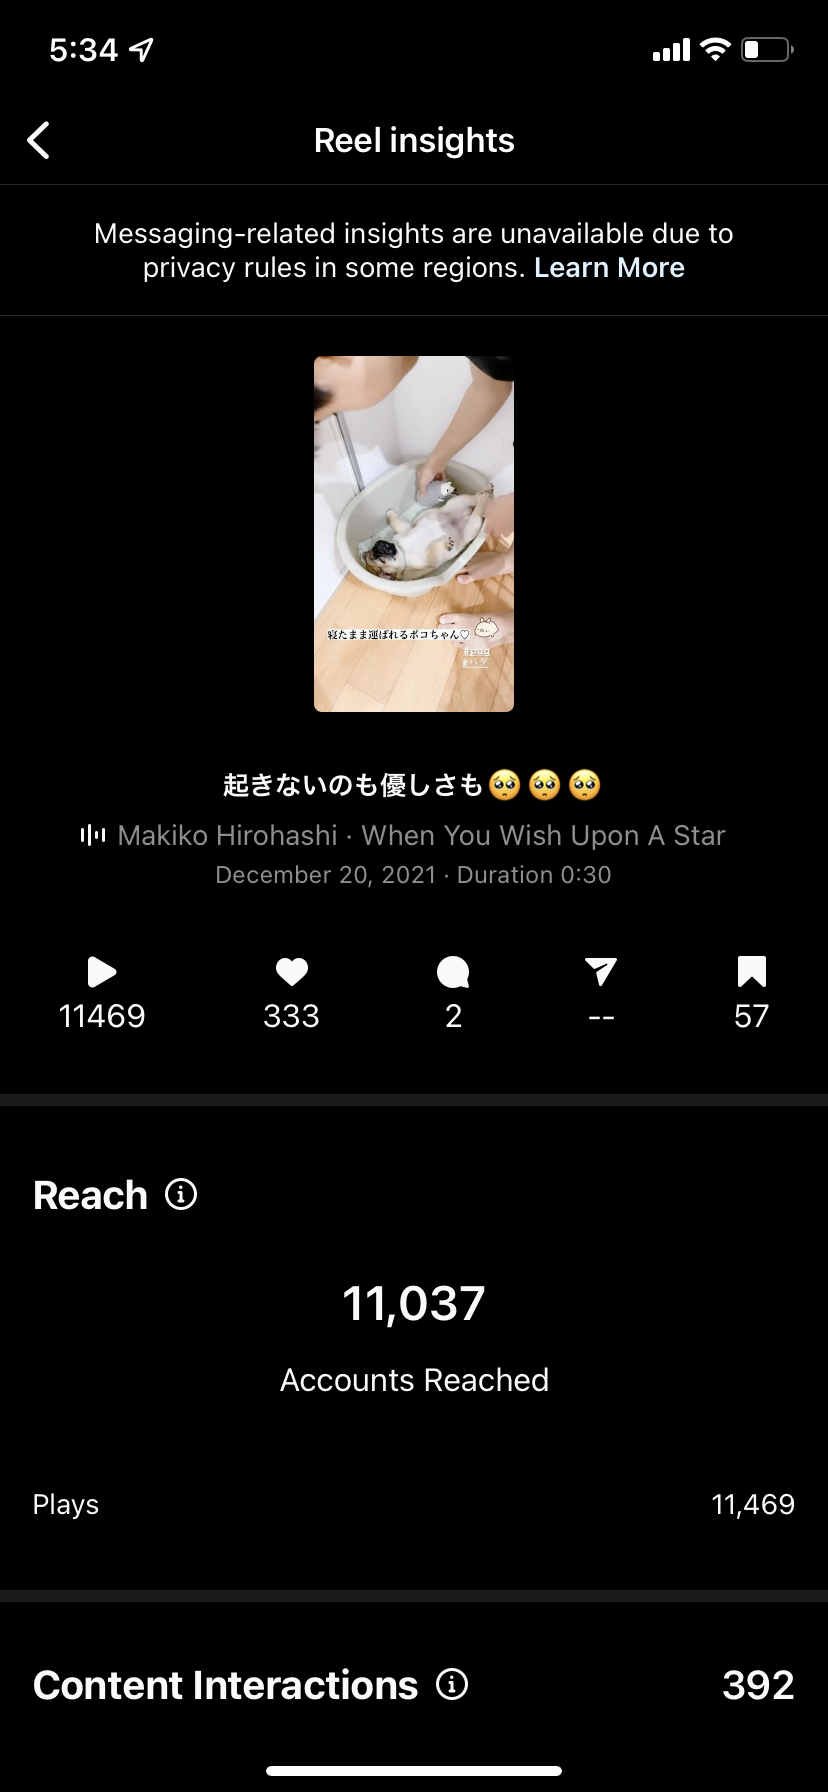 5:34
Reel insights
Messaging-related insights are unavailable due to
privacy rules in some regions. Learn More
寝たまま運ばれるポコちゃん♡
#pug
#パグ
起きないのも優しさも🥺🥺🥺
Makiko Hirohashi · When You Wish Upon A Star
December 20, 2021 · Duration 0:30
11469 333 2 -- 57
Reach
11,037
Accounts Reached
Plays 11,469
Content Interactions 392